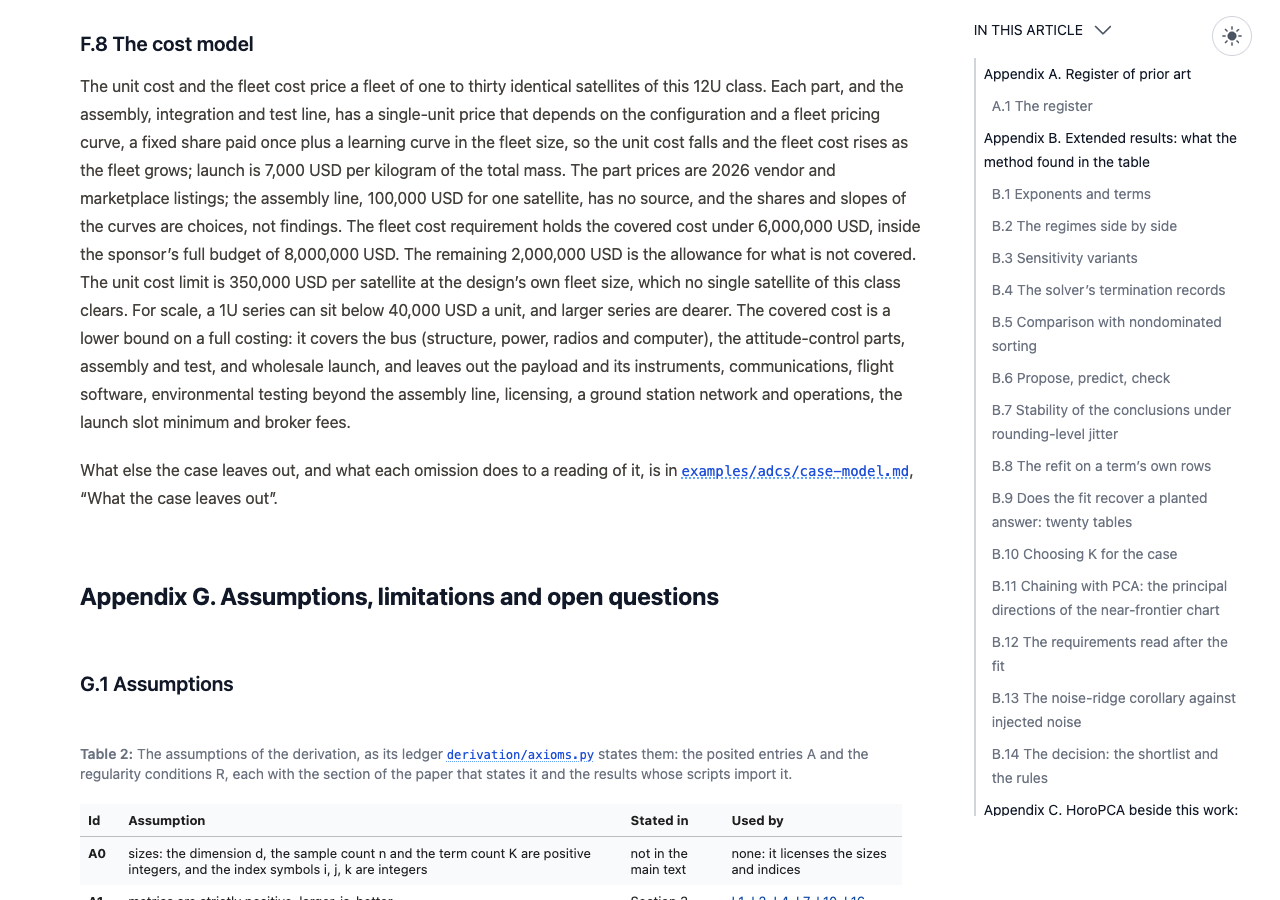 F.8 The cost model
The unit cost and the fleet cost price a fleet of one to thirty identical satellites of this 12U class. Each part, and the
assembly, integration and test line, has a single-unit price that depends on the configuration and a fleet pricing
curve, a fixed share paid once plus a learning curve in the fleet size, so the unit cost falls and the fleet cost rises as
the fleet grows; launch is 7,000 USD per kilogram of the total mass. The part prices are 2026 vendor and
marketplace listings; the assembly line, 100,000 USD for one satellite, has no source, and the shares and slopes of
the curves are choices, not findings. The fleet cost requirement holds the covered cost under 6,000,000 USD, inside
the sponsor’s full budget of 8,000,000 USD. The remaining 2,000,000 USD is the allowance for what is not covered.
The unit cost limit is 350,000 USD per satellite at the design’s own fleet size, which no single satellite of this class
clears. For scale, a 1U series can sit below 40,000 USD a unit, and larger series are dearer. The covered cost is a
lower bound on a full costing: it covers the bus (structure, power, radios and computer), the attitude-control parts,
assembly and test, and wholesale launch, and leaves out the payload and its instruments, communications, flight
software, environmental testing beyond the assembly line, licensing, a ground station network and operations, the
launch slot minimum and broker fees.
What else the case leaves out, and what each omission does to a reading of it, is in examples/adcs/case-model.md,
“What the case leaves out”.
Appendix G. Assumptions, limitations and open questions
G.1 Assumptions
Table 2: The assumptions of the derivation, as its ledger derivation/axioms.py states them: the posited entries A and the
regularity conditions R, each with the section of the paper that states it and the results whose scripts import it.
Id Assumption Stated in Used by
A0 sizes: the dimension d, the sample count n and the term count K are positive not in the none: it licenses the sizes
integers, and the index symbols i, j, k are integers main text and indices
IN THIS ARTICLE
Appendix A. Register of prior art
A.1 The register
Appendix B. Extended results: what the
method found in the table
B.1 Exponents and terms
B.2 The regimes side by side
B.3 Sensitivity variants
B.4 The solver’s termination records
B.5 Comparison with nondominated
sorting
B.6 Propose, predict, check
B.7 Stability of the conclusions under
rounding-level jitter
B.8 The refit on a term’s own rows
B.9 Does the fit recover a planted
answer: twenty tables
B.10 Choosing K for the case
B.11 Chaining with PCA: the principal
directions of the near-frontier chart
B.12 The requirements read after the
fit
B.13 The noise-ridge corollary against
injected noise
B.14 The decision: the shortlist and
the rules
Appendix C. HoroPCA beside this work: